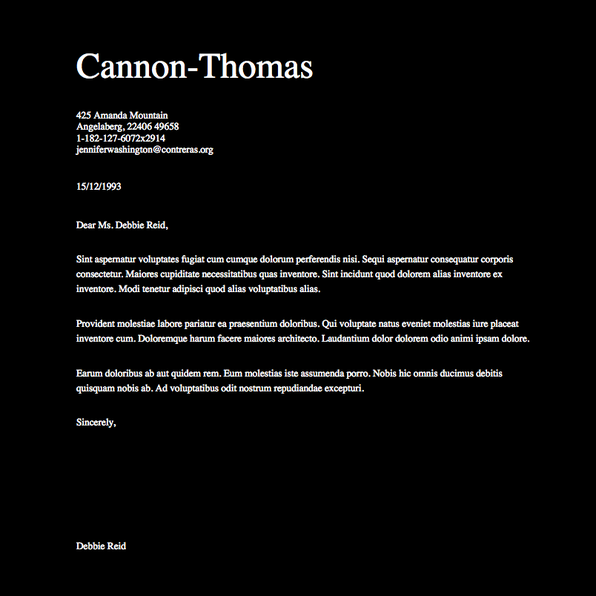 Cannon-Thomas
425 Amanda Mountain
Angelaberg, 22406 49658
1-182-127-6072x2914
jenniferwashington@contreras.org
15/12/1993
Dear Ms. Debbie Reid,
Sint aspernatur voluptates fugiat cum cumque dolorum perferendis nisi. Sequi aspernatur consequatur corporis
consectetur. Maiores cupiditate necessitatibus quas inventore. Sint incidunt quod dolorem alias inventore ex
inventore. Modi tenetur adipisci quod alias voluptatibus alias.
Provident molestiae labore pariatur ea praesentium doloribus. Qui voluptate natus eveniet molestias iure placeat
inventore cum. Doloremque harum facere maiores architecto. Laudantium dolor dolorem odio animi ipsam dolore.
Earum doloribus ab aut quidem rem. Eum molestias iste assumenda porro. Nobis hic omnis ducimus debitis
quisquam nobis ab. Ad voluptatibus odit nostrum repudiandae excepturi.
Sincerely,
Debbie Reid